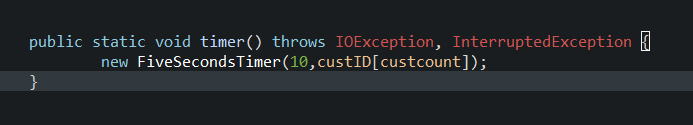 public static void timer() throws IOException, InterruptedException {
new FiveSecondsTimer(10,custID[custcount]);
}